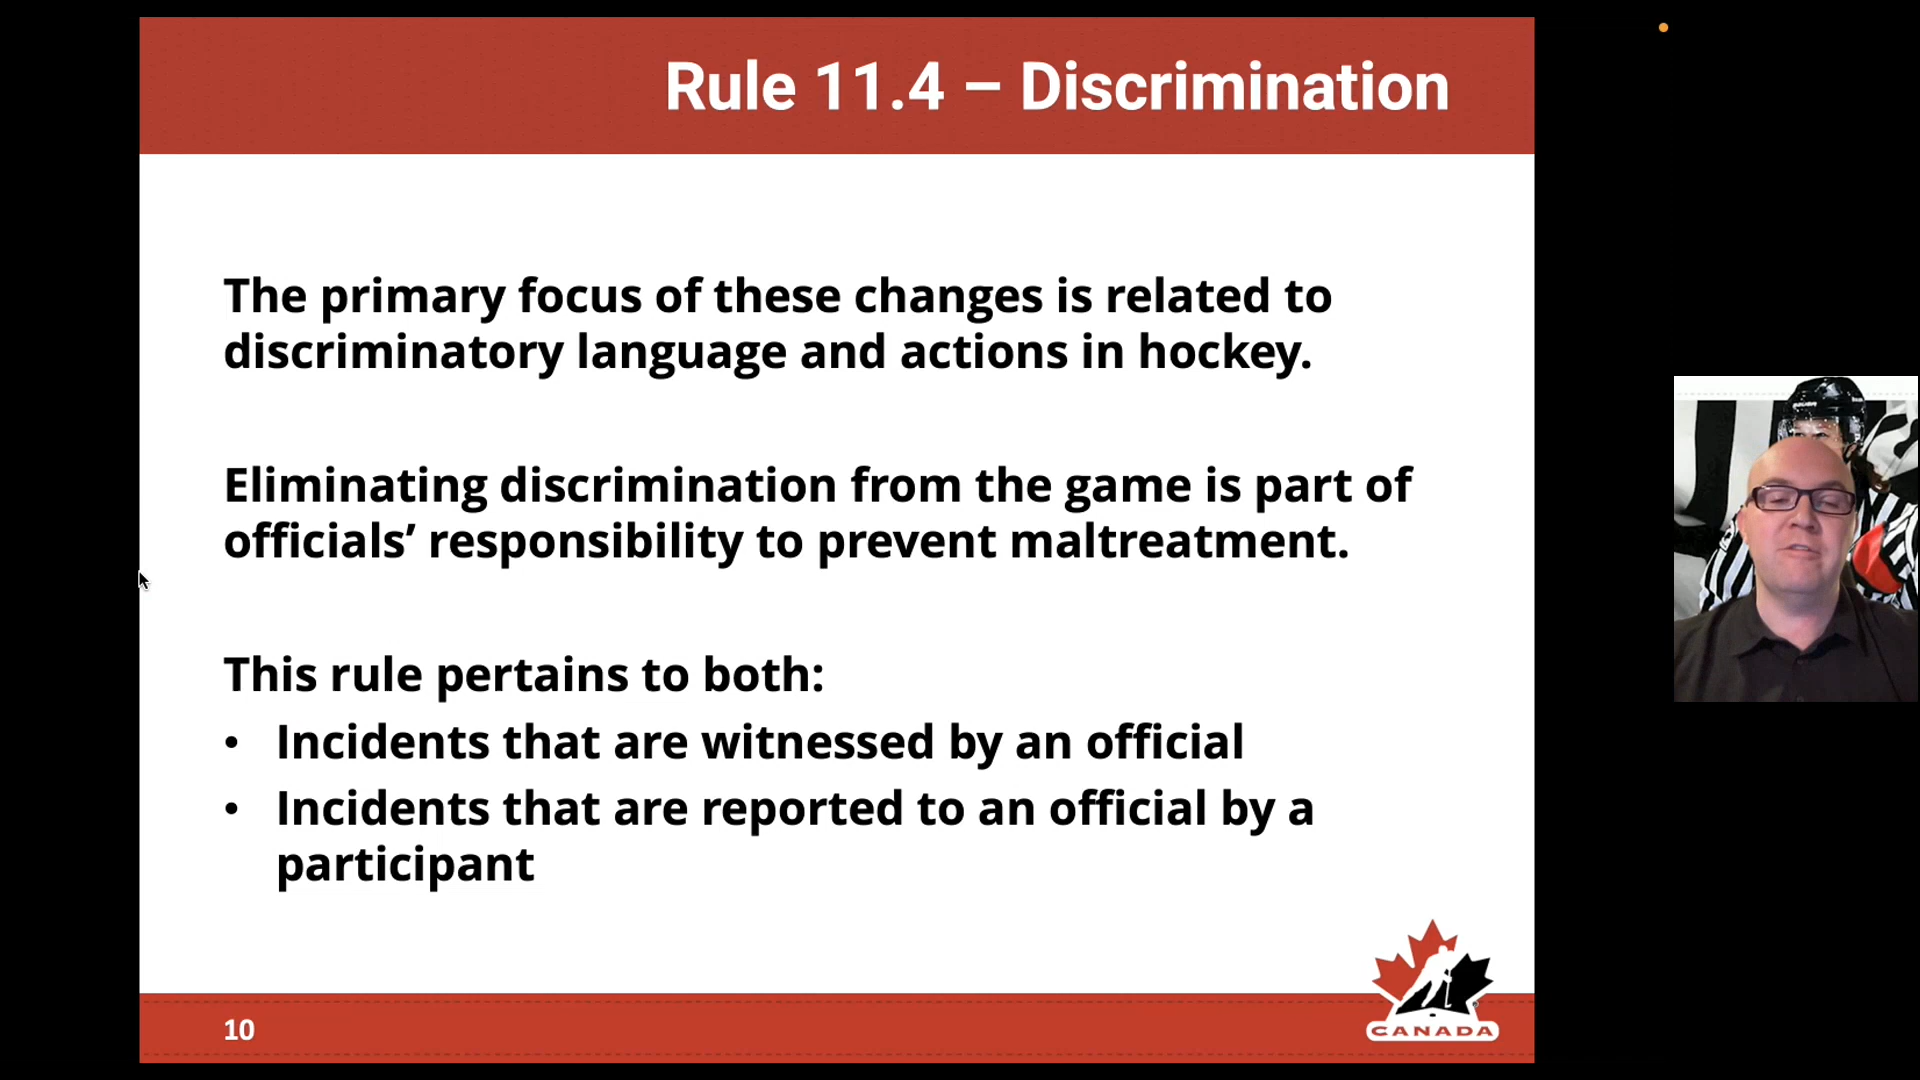 Rule 11.4 – Discrimination
The primary focus of these changes is related to
discriminatory language and actions in hockey.
Eliminating discrimination from the game is part of
officials’ responsibility to prevent maltreatment.
This rule pertains to both:
• Incidents that are witnessed by an official
• Incidents that are reported to an official by a
participant
CANADA
10